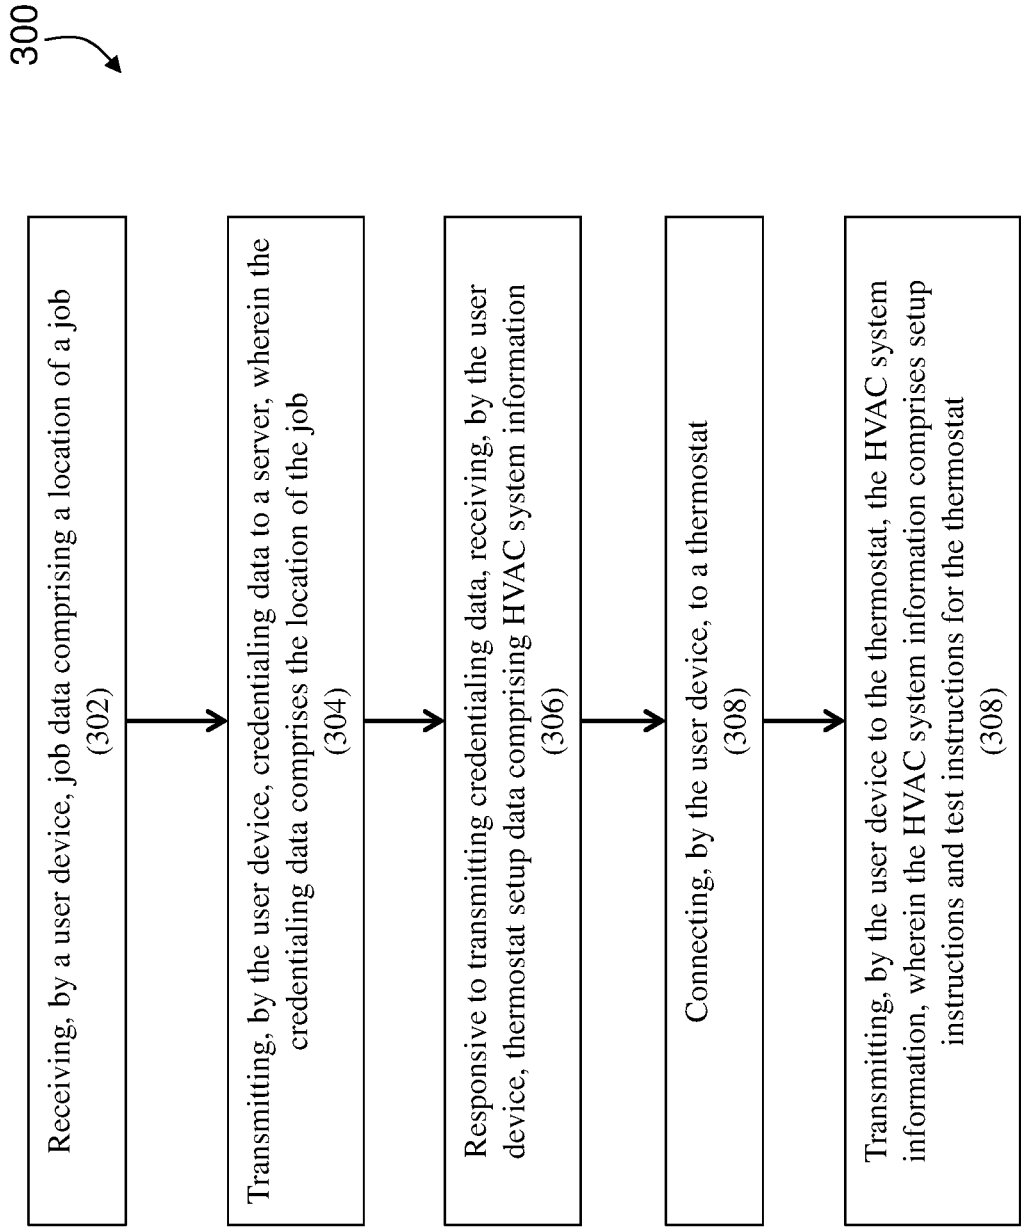 300
Receiving, by a user device, job data comprising a location of a job
(302)
Transmitting, by the user device, credentialing data to a server, wherein the
credentialing data comprises the location of the job
(304)
Responsive to transmitting credentialing data, receiving, by the user
device, thermostat setup data comprising HVAC system information
(306)
Connecting, by the user device, to a thermostat
(308)
Transmitting, by the user device to the thermostat, the HVAC system
information, wherein the HVAC system information comprises setup
instructions and test instructions for the thermostat
(308)